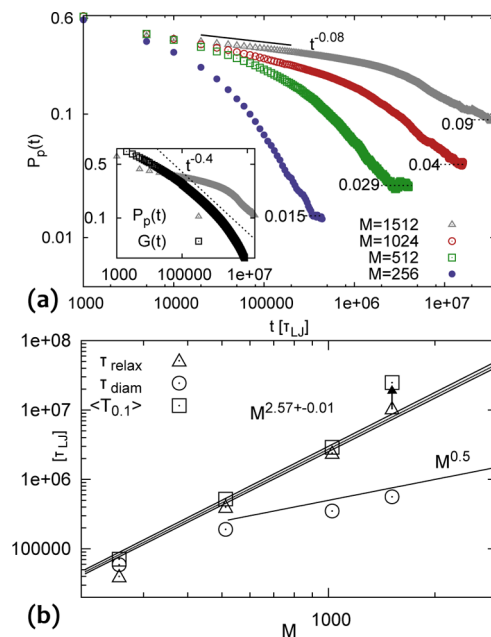 0.6
t^-0.08
0.1
0.09
P_p(t)
0.04
0.5
t^-0.4
0.029
0.1
P_p(t)
G(t)
0.015
M=1512
M=1024
M=512
M=256
0.01
1000 100000 1e+07
(a)
1000 10000 100000 1e+06 1e+07
t [τ_LJ]
1e+08
τ_relax
τ_diam
<T_0.1>
1e+07
M^2.57+-0.01
[τ_LJ]
M^0.5
1e+06
100000
(b)
1000
M